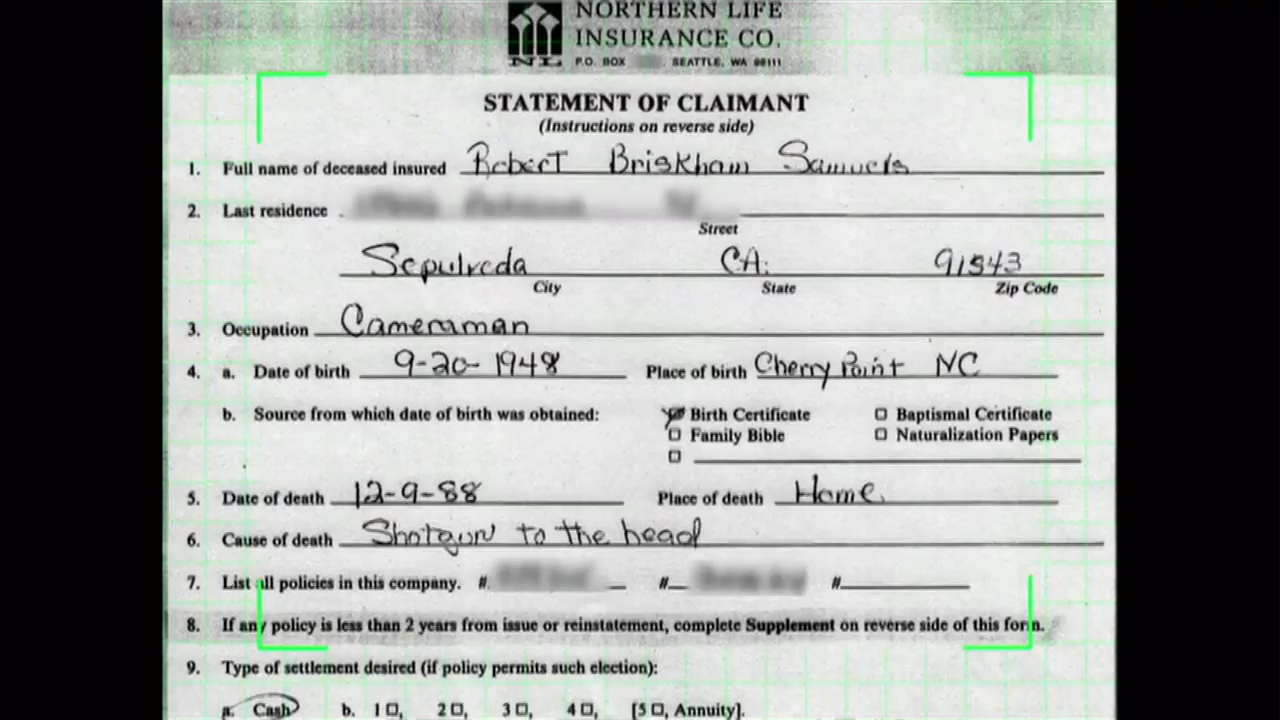 NORTHERN LIFE
INSURANCE CO.
NL P.O. BOX , SEATTLE, WA 98111
STATEMENT OF CLAIMANT
(Instructions on reverse side)
1. Full name of deceased insured Robert Briskham Samuels
2. Last residence
Street
Sepulveda CA. 91343
City State Zip Code
3. Occupation Cameraman
4. a. Date of birth 9-20-1948 Place of birth Cherry Point NC
b. Source from which date of birth was obtained: Birth Certificate Baptismal Certificate
Family Bible Naturalization Papers
5. Date of death 12-9-88 Place of death Home.
6. Cause of death Shotgun to the head
7. List all policies in this company. # # #
8. If any policy is less than 2 years from issue or reinstatement, complete Supplement on reverse side of this form.
9. Type of settlement desired (if policy permits such election):
a. Cash b. 1 □, 2 □, 3 □, 4 □, [5 □, Annuity].